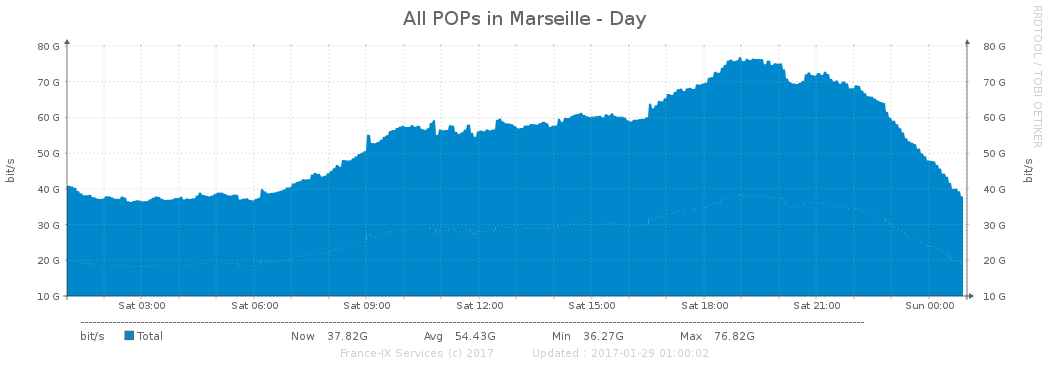 All POPs in Marseille - Day
RRDTOOL / TOBI OETIKER
80 G 80 G
70 G 70 G
60 G 60 G
50 G 50 G
40 G 40 G
30 G 30 G
20 G 20 G
10 G 10 G
bit/s bit/s
Sat 03:00 Sat 06:00 Sat 09:00 Sat 12:00 Sat 15:00 Sat 18:00 Sat 21:00 Sun 00:00
bit/s Total Now 37.82G Avg 54.43G Min 36.27G Max 76.82G
France-IX Services (c) 2017 Updated : 2017-01-29 01:00:02